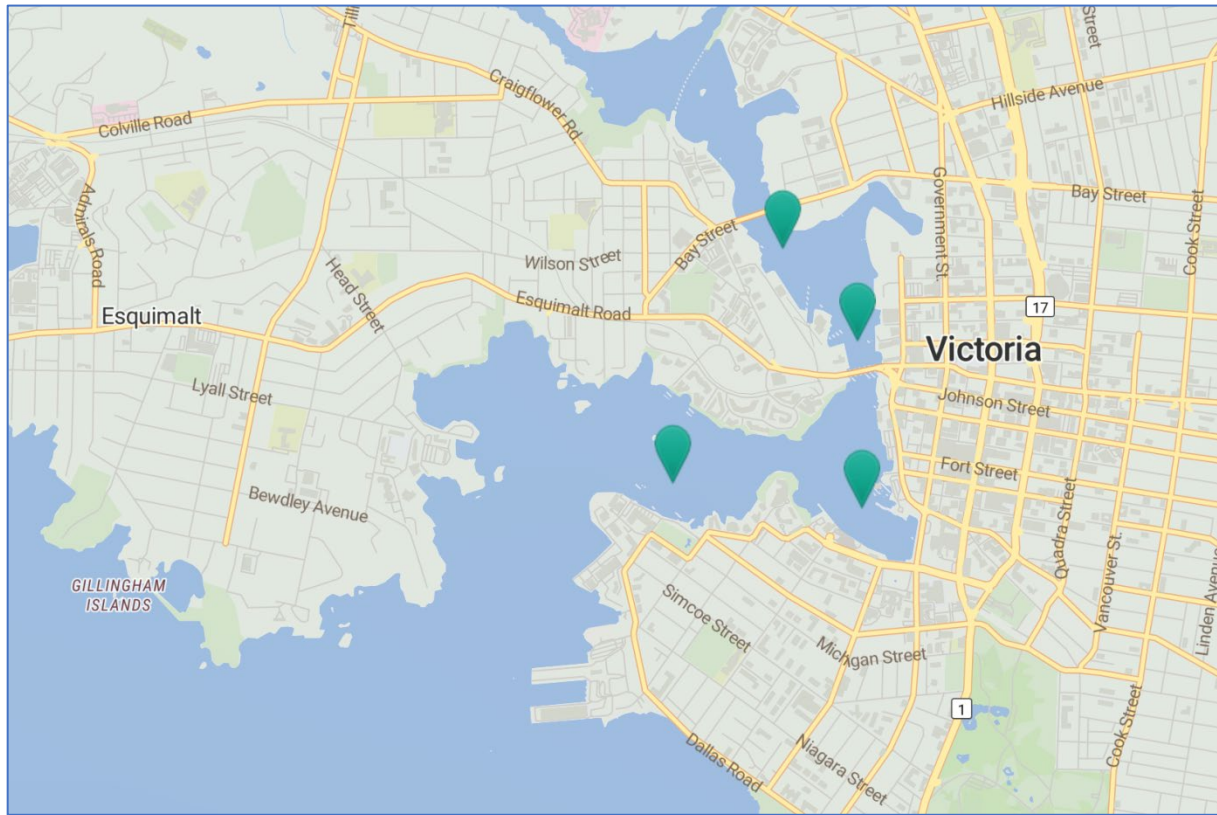 Tilli
Street
Hillside Avenue
Craigflower Rd
Colville Road
Admirals Road
Government St.
Bay Street
Cook Street
Bay Street
Wilson Street
Head Street
Esquimalt Road
Esquimalt
17
Victoria
Lyall Street
Johnson Street
Fort Street
Bewdley Avenue
Quadra Street
Vancouver St.
Linden Avenue
GILLINGHAM
ISLANDS
Simcoe Street
Michigan Street
1
Cook Street
Dallas Road
Niagara Street